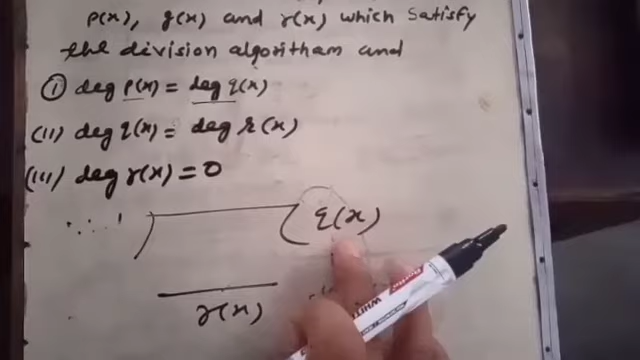 p(x), g(x) and r(x) which satisfy
the division algoritham and
(i) deg p(x) = deg q(x)
(ii) deg q(x) = deg r(x)
(iii) deg r(x) = 0
q(x)
r(x)